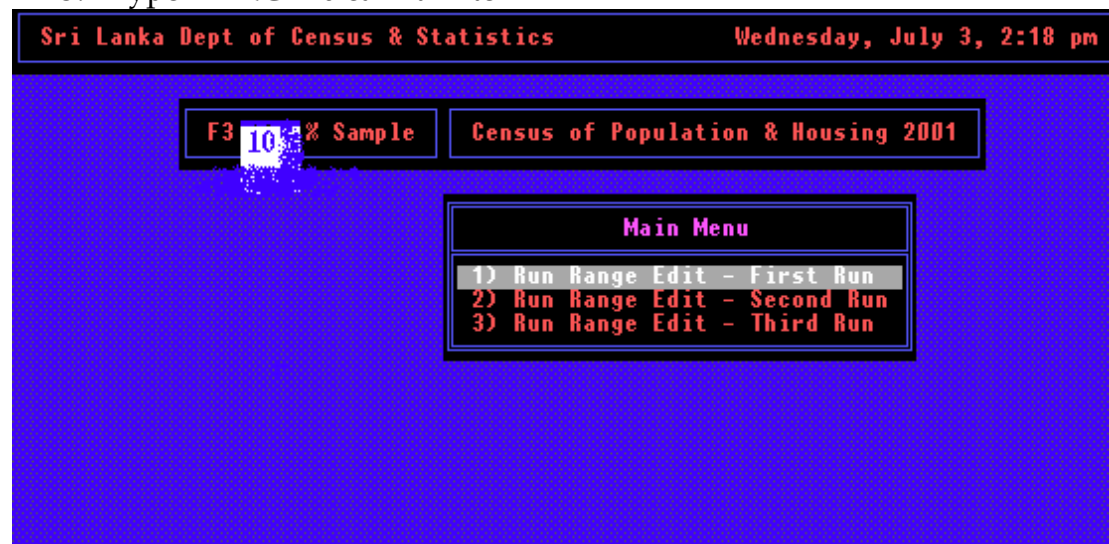 Sri Lanka Dept of Census & Statistics Wednesday, July 3, 2:18 pm
F3 10 % Sample Census of Population & Housing 2001
Main Menu
1) Run Range Edit - First Run
2) Run Range Edit - Second Run
3) Run Range Edit - Third Run